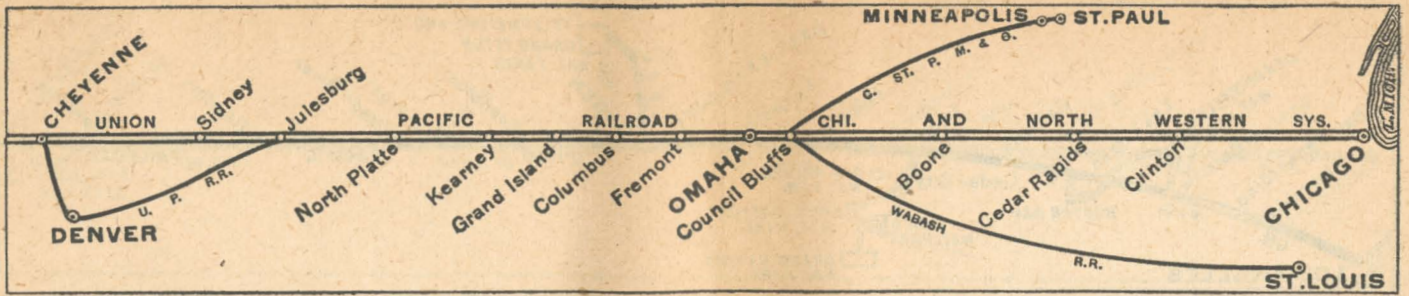 MINNEAPOLIS ST. PAUL
C. ST. P. M. & O.
CHEYENNE
Sidney
Julesburg
UNION PACIFIC RAILROAD CHI. AND NORTH WESTERN SYS.
L. MICH.
U. P. R.R.
DENVER
North Platte
Kearney
Grand Island
Columbus
Fremont
OMAHA
Council Bluffs
Boone
Cedar Rapids
Clinton
CHICAGO
WABASH R.R.
ST. LOUIS